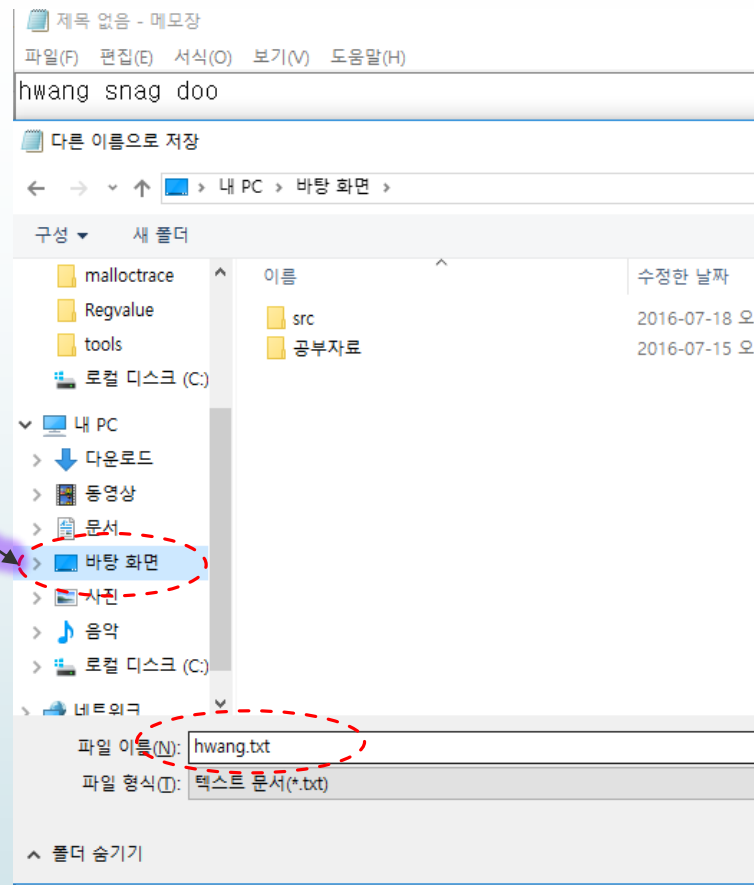 제목 없음 - 메모장
파일(F) 편집(E) 서식(O) 보기(V) 도움말(H)
hwang snag doo
다른 이름으로 저장
내 PC > 바탕 화면 >
구성 새 폴더
이름 수정한 날짜
malloctrace
Regvalue
tools
로컬 디스크 (C:)
내 PC
다운로드
동영상
문서
바탕 화면
사진
음악
로컬 디스크 (C:)
네트워크
src 2016-07-18 오
공부자료 2016-07-15 오
파일 이름(N): hwang.txt
파일 형식(T): 텍스트 문서(*.txt)
폴더 숨기기